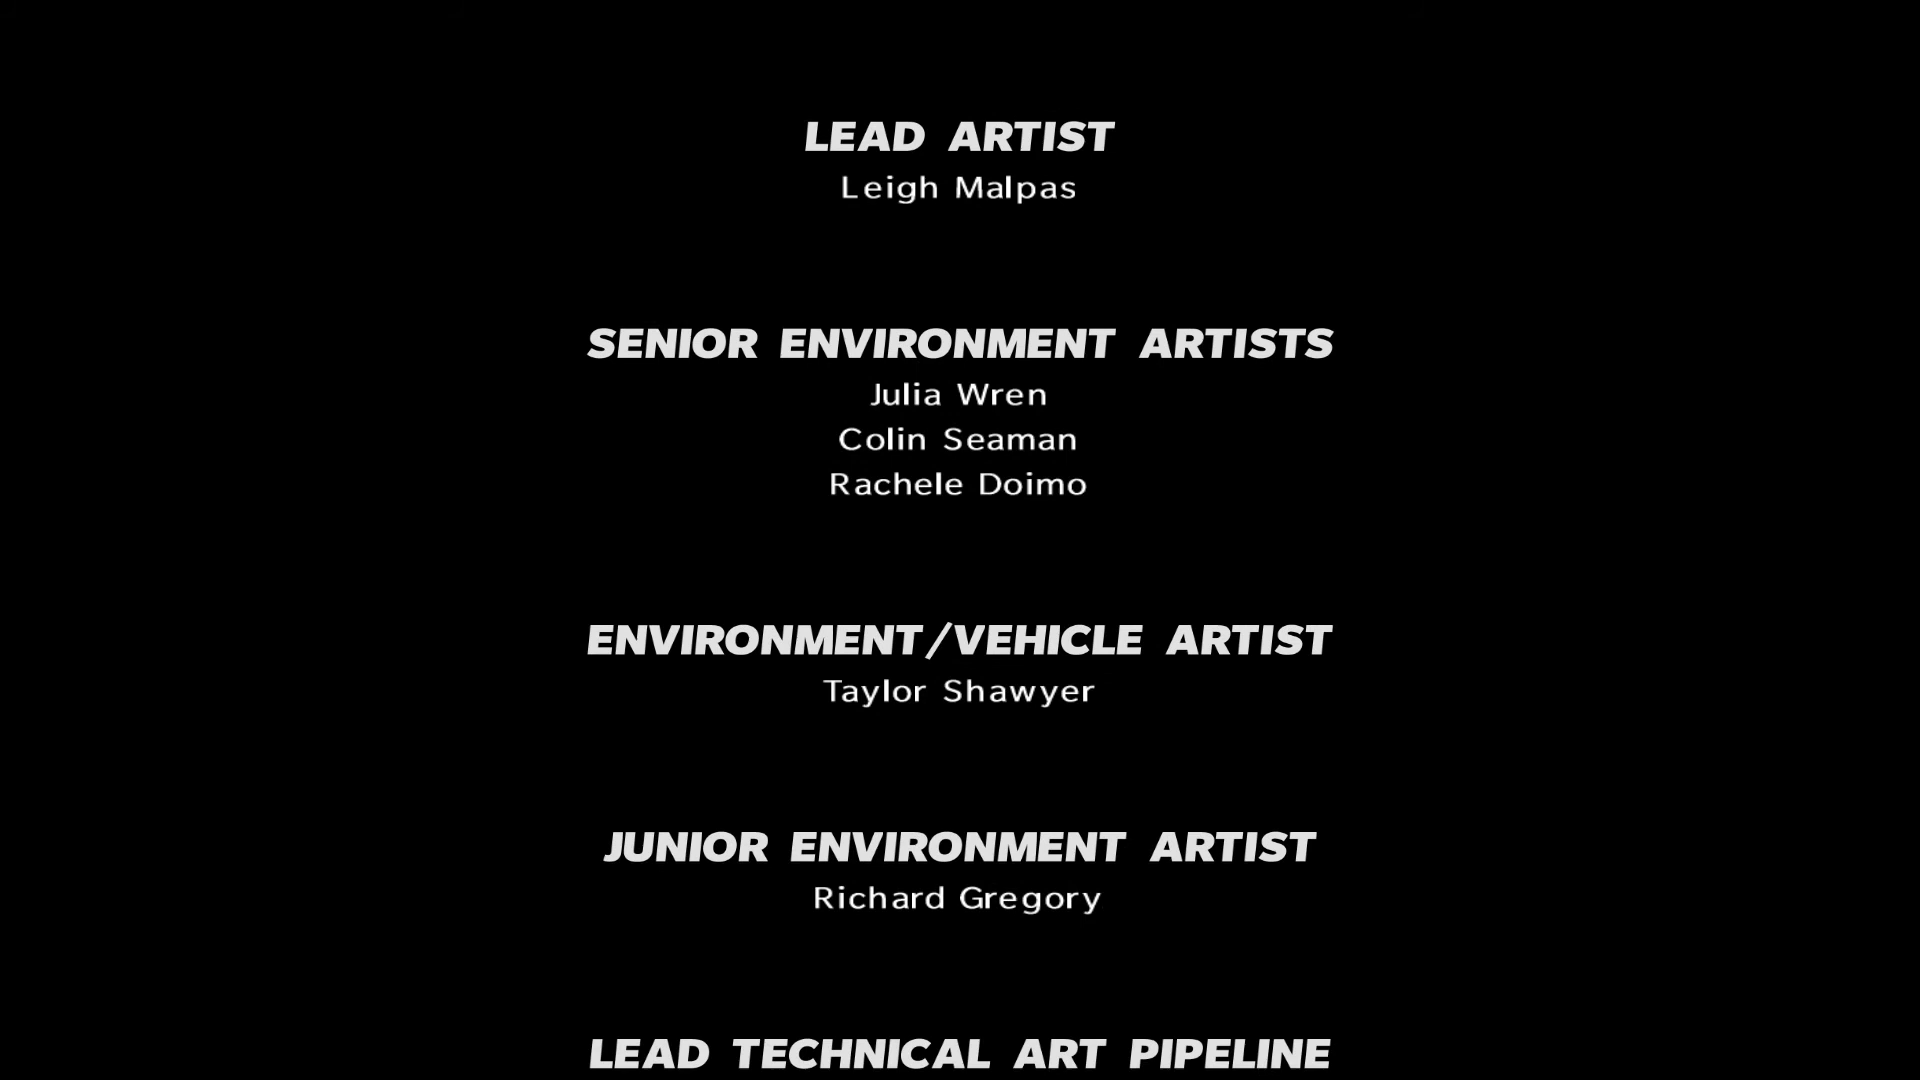 LEAD ARTIST
Leigh Malpas
SENIOR ENVIRONMENT ARTISTS
Julia Wren
Colin Seaman
Rachele Doimo
ENVIRONMENT/VEHICLE ARTIST
Taylor Shawyer
JUNIOR ENVIRONMENT ARTIST
Richard Gregory
LEAD TECHNICAL ART PIPELINE